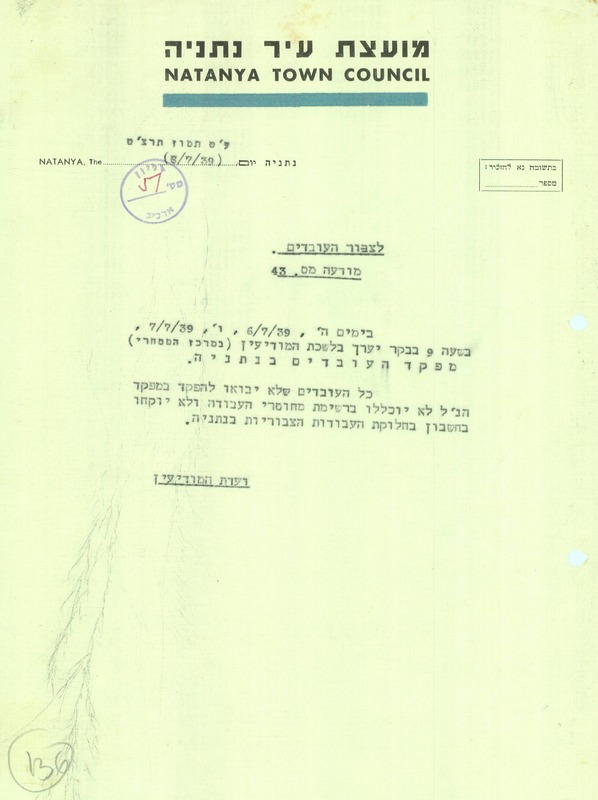 מועצת עיר נתניה
NATANYA TOWN COUNCIL
י"ט תמוז תרצ"ט
נתניה יום, (5/7/39) NATANYA, The
בתשובה נא להזכיר:
מספר
גליון
מס' 57
ארכיב
לצבור העובדים.
מודעה מס. 43
בימים ה', 6/7/39, ו', 7/7/39,
בשעה 9 בבקר יערך בלשכת המודיעין (במרכז המסחרי)
מפקד העובדים בנתניה.
כל העובדים שלא יבואו להפקד במפקד
הנ"ל לא יוכללו ברשימת מחוסרי העבודה ולא יוקחו
בחשבון בחלוקת העבודות הצבוריות בנתניה.
ועדת המודיעין
136